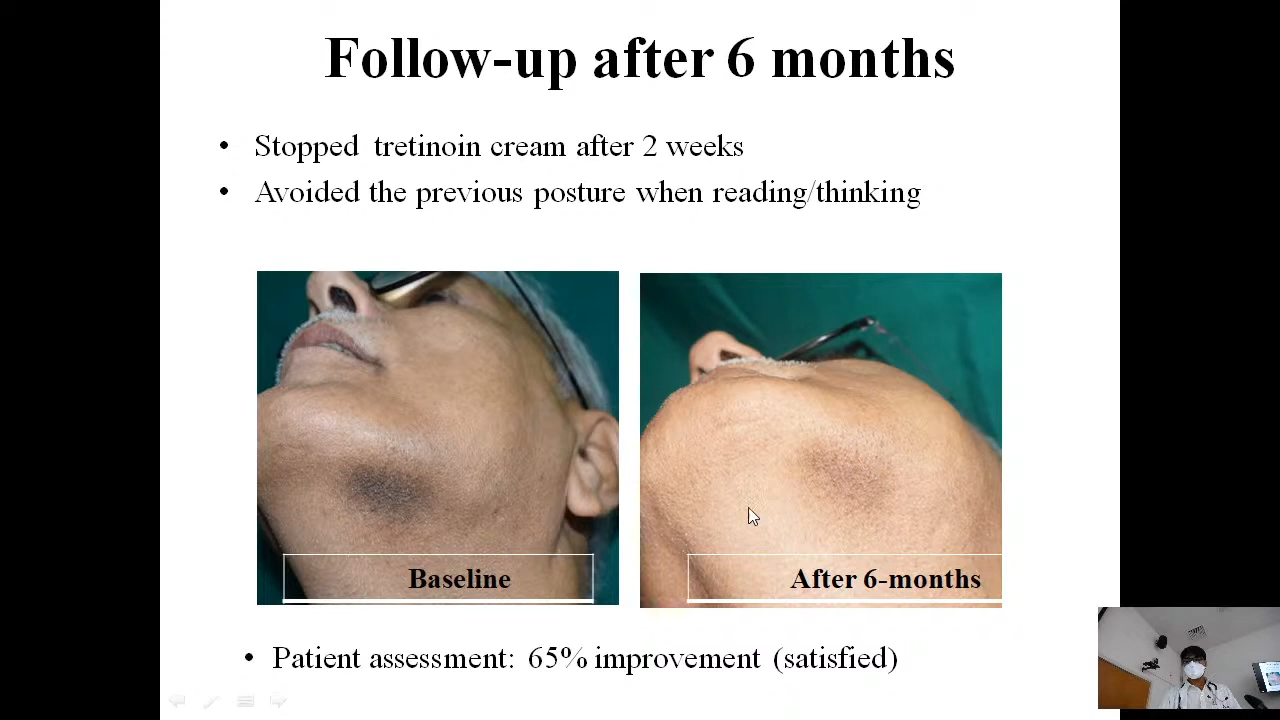 Follow-up after 6 months
• Stopped tretinoin cream after 2 weeks
• Avoided the previous posture when reading/thinking
Baseline
After 6-months
• Patient assessment: 65% improvement (satisfied)